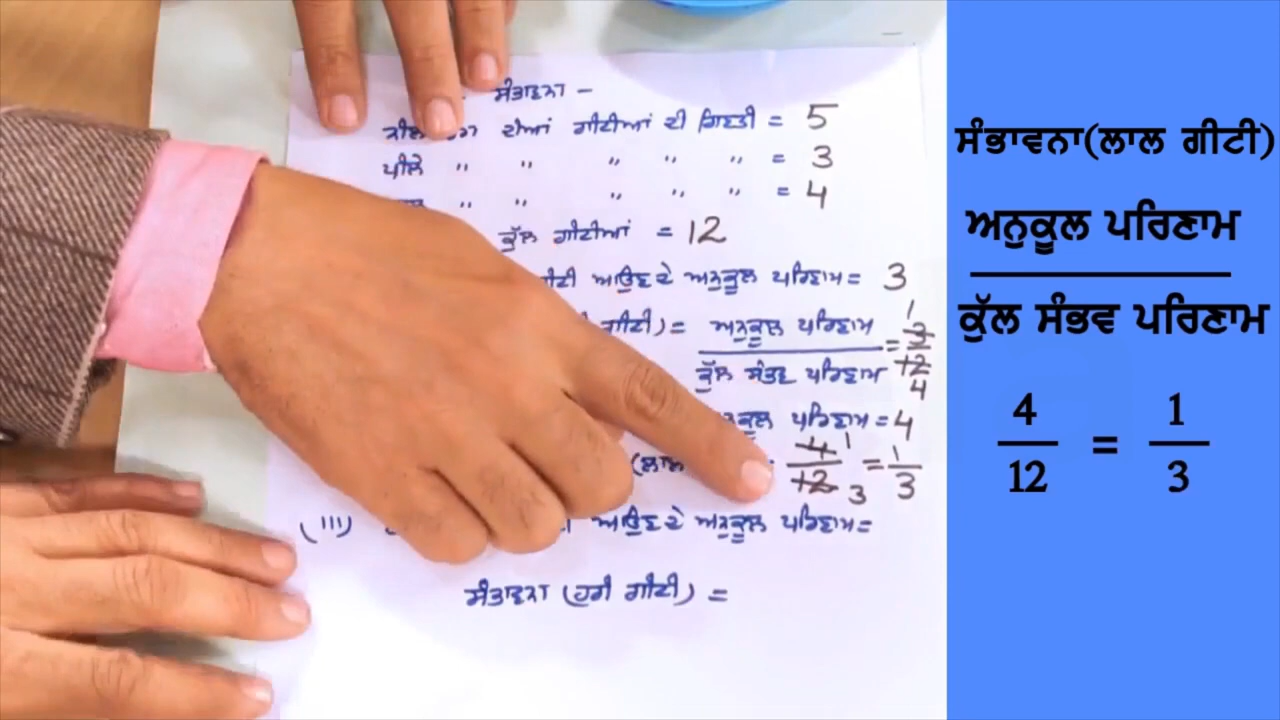 ਸੰਭਾਵਨਾ -
ਦੀਆਂ ਗੀਟੀਆਂ ਦੀ ਗਿਣਤੀ = 5
ਪੀਲੇ " " " " " = 3
" " " " " = 4
ਕੁੱਲ ਗੀਟੀਆਂ = 12
ਗੀਟੀ ਆਉਣ ਦੇ ਅਨੁਕੂਲ ਪਰਿਣਾਮ = 3
ਗੀਟੀ) = ਅਨੁਕੂਲ ਪਰਿਣਾਮ / ਕੁੱਲ ਸੰਭਵ ਪਰਿਣਾਮ = 3/12 1 4
ਅਨੁਕੂਲ ਪਰਿਣਾਮ = 4
(ਲਾਲ 4/12 1 3 = 1/3
(III) ਆਉਣ ਦੇ ਅਨੁਕੂਲ ਪਰਿਣਾਮ =
ਸੰਭਾਵਨਾ (ਹਰੀ ਗੀਟੀ) =
ਸੰਭਾਵਨਾ(ਲਾਲ ਗੀਟੀ)
ਅਨੁਕੂਲ ਪਰਿਣਾਮ
ਕੁੱਲ ਸੰਭਵ ਪਰਿਣਾਮ
4/12 = 1/3